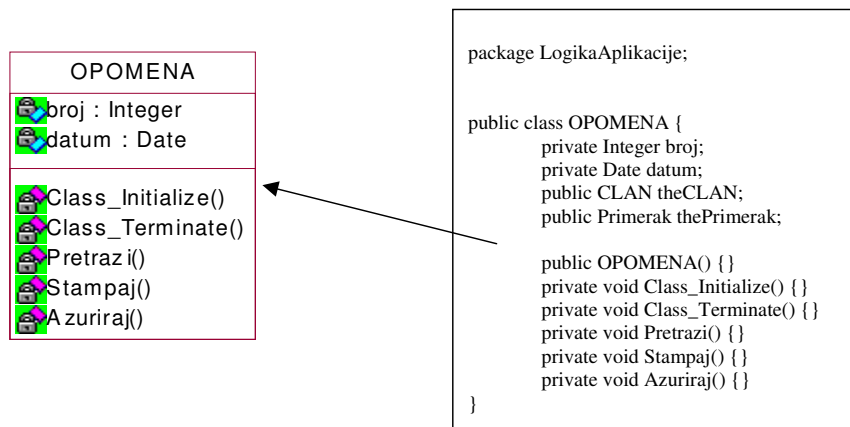 OPOMENA
broj : Integer
datum : Date
Class_Initialize()
Class_Terminate()
Pretrazi()
Stampaj()
Azuriraj()
package LogikaAplikacije;
public class OPOMENA {
private Integer broj;
private Date datum;
public CLAN theCLAN;
public Primerak thePrimerak;
public OPOMENA() {}
private void Class_Initialize() {}
private void Class_Terminate() {}
private void Pretrazi() {}
private void Stampaj() {}
private void Azuriraj() {}
}